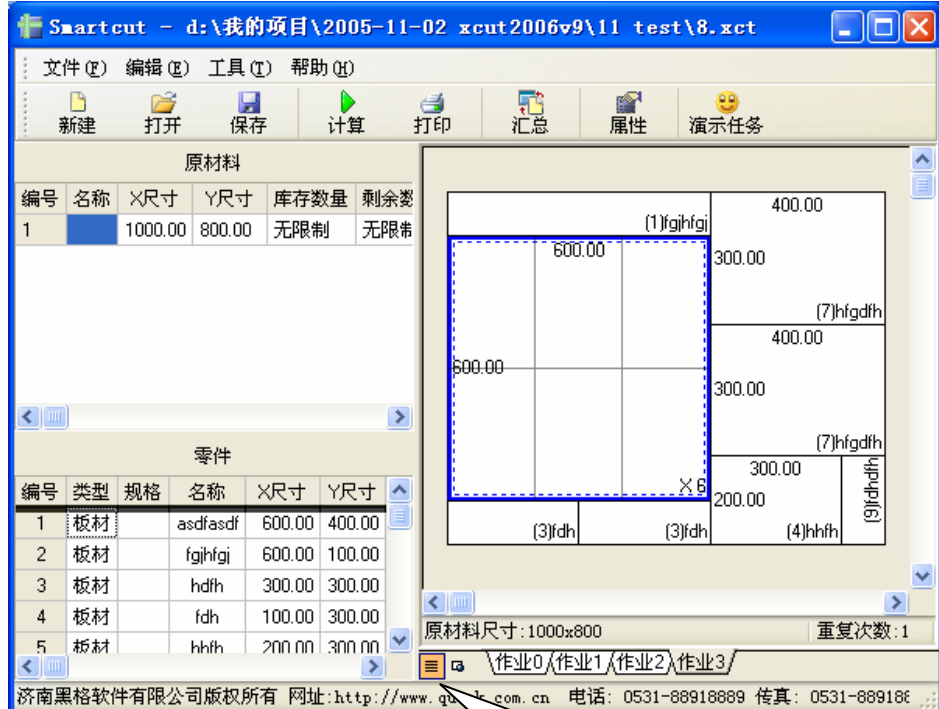 Smartcut - d:\我的项目\2005-11-02 xcut2006v9\11 test\8.xct
文件(F) 编辑(E) 工具(T) 帮助(H)
新建 打开 保存 计算 打印 汇总 属性 演示任务
原材料
编号 名称 X尺寸 Y尺寸 库存数量 剩余数
1 1000.00 800.00 无限制 无限制
零件
编号 类型 规格 名称 X尺寸 Y尺寸
1 板材 asdfasdf 600.00 400.00
2 板材 fgjhfgj 600.00 100.00
3 板材 hdfh 300.00 300.00
4 板材 fdh 100.00 300.00
5 板材 hhfh 200.00 300.00
(1)fgjhfgj
600.00
600.00
X6
400.00
300.00
(7)hfgdfh
400.00
300.00
(7)hfgdfh
300.00
200.00
(4)hhfh
(6)fdhdfh
(3)fdh
(3)fdh
原材料尺寸:1000x800 重复次数:1
作业0 作业1 作业2 作业3
济南黑格软件有限公司版权所有 网址:http://www. com.cn 电话: 0531-88918889 传真: 0531-889188